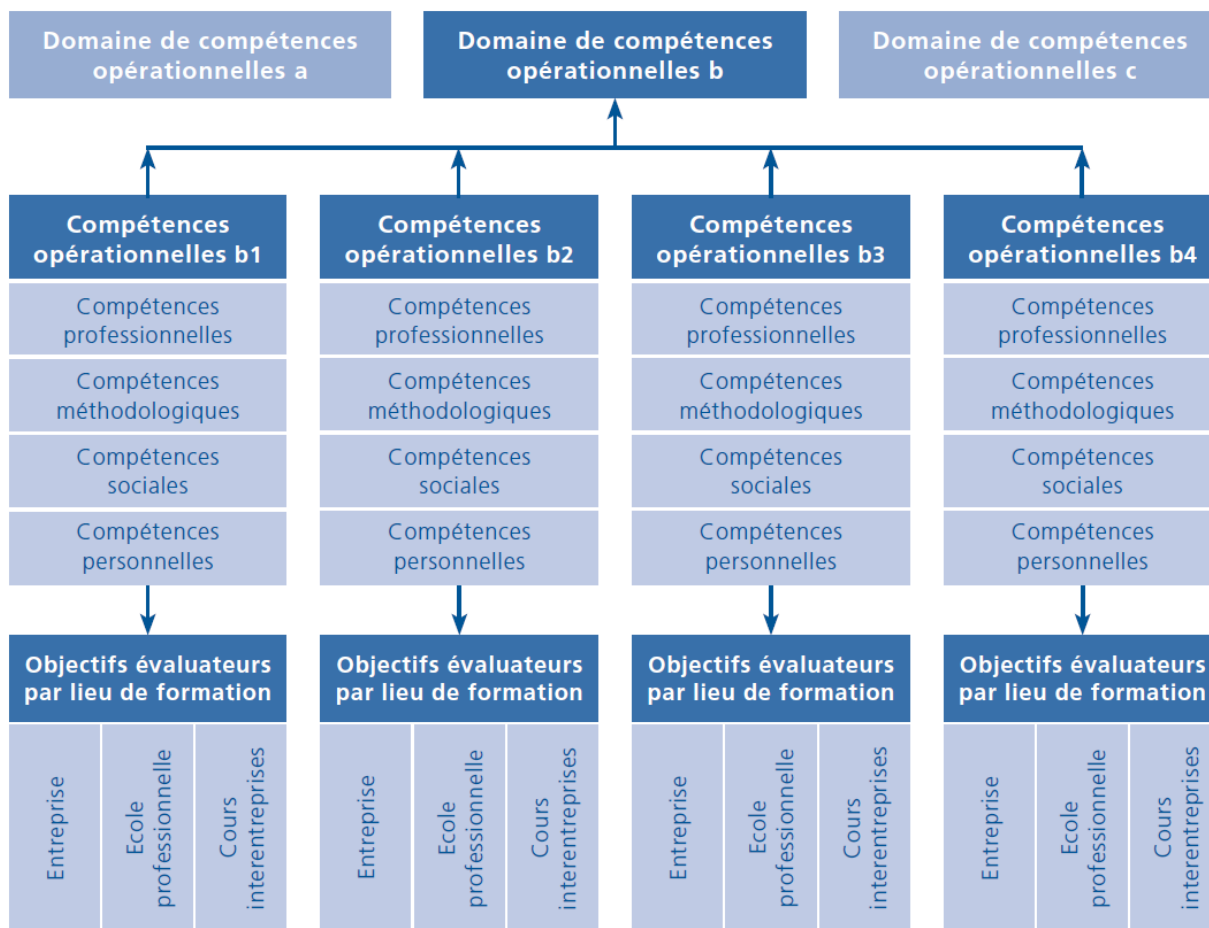 Domaine de compétences
opérationnelles a
Domaine de compétences
opérationnelles b
Domaine de compétences
opérationnelles c
Compétences
opérationnelles b1
Compétences
professionnelles
Compétences
méthodologiques
Compétences
sociales
Compétences
personnelles
Objectifs évaluateurs
par lieu de formation
Entreprise
Ecole
professionnelle
Cours
interentreprises
Compétences
opérationnelles b2
Compétences
professionnelles
Compétences
méthodologiques
Compétences
sociales
Compétences
personnelles
Objectifs évaluateurs
par lieu de formation
Entreprise
Ecole
professionnelle
Cours
interentreprises
Compétences
opérationnelles b3
Compétences
professionnelles
Compétences
méthodologiques
Compétences
sociales
Compétences
personnelles
Objectifs évaluateurs
par lieu de formation
Entreprise
Ecole
professionnelle
Cours
interentreprises
Compétences
opérationnelles b4
Compétences
professionnelles
Compétences
méthodologiques
Compétences
sociales
Compétences
personnelles
Objectifs évaluateurs
par lieu de formation
Entreprise
Ecole
professionnelle
Cours
interentreprises